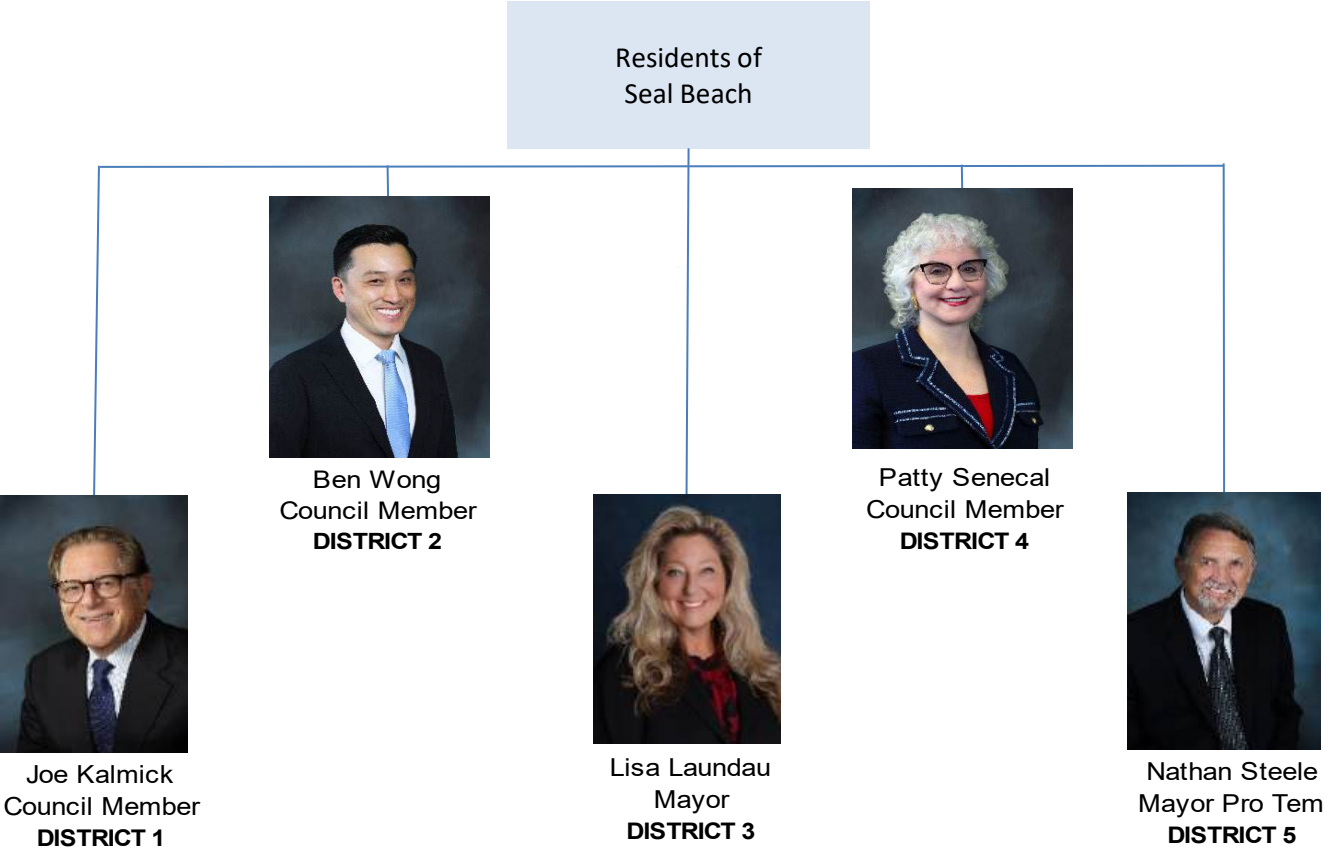 Residents of
Seal Beach
Ben Wong
Council Member
DISTRICT 2
Patty Senecal
Council Member
DISTRICT 4
Joe Kalmick
Council Member
DISTRICT 1
Lisa Laundau
Mayor
DISTRICT 3
Nathan Steele
Mayor Pro Tem
DISTRICT 5